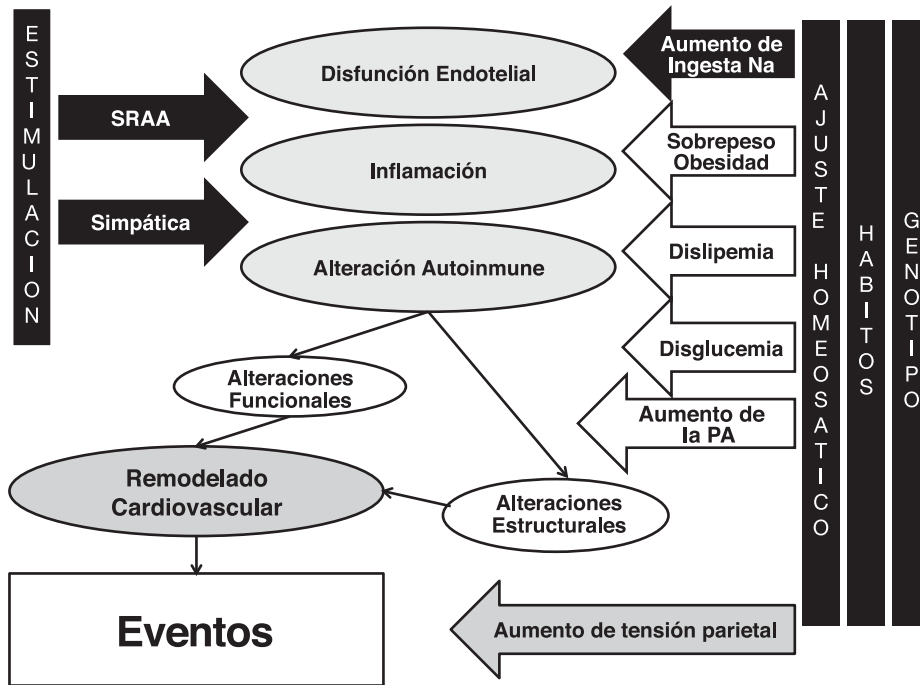 ESTIMULACION
SRAA
Simpática
Disfunción Endotelial
Inflamación
Alteración Autoinmune
Aumento de
Ingesta Na
Sobrepeso
Obesidad
Dislipemia
Disglucemia
Aumento de
la PA
AJUSTE HOMEOSATICO
HABITOS
GENOTIPO
Alteraciones
Funcionales
Remodelado
Cardiovascular
Alteraciones
Estructurales
Eventos
Aumento de tensión parietal